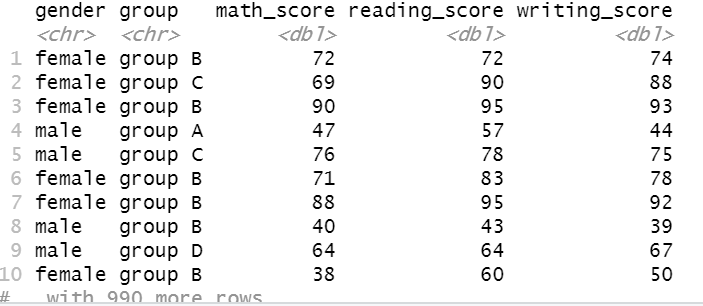 gender group math_score reading_score writing_score
<chr> <chr> <dbl> <dbl> <dbl>
1 female group B 72 72 74
2 female group C 69 90 88
3 female group B 90 95 93
4 male group A 47 57 44
5 male group C 76 78 75
6 female group B 71 83 78
7 female group B 88 95 92
8 male group B 40 43 39
9 male group D 64 64 67
10 female group B 38 60 50
# with 990 more rows